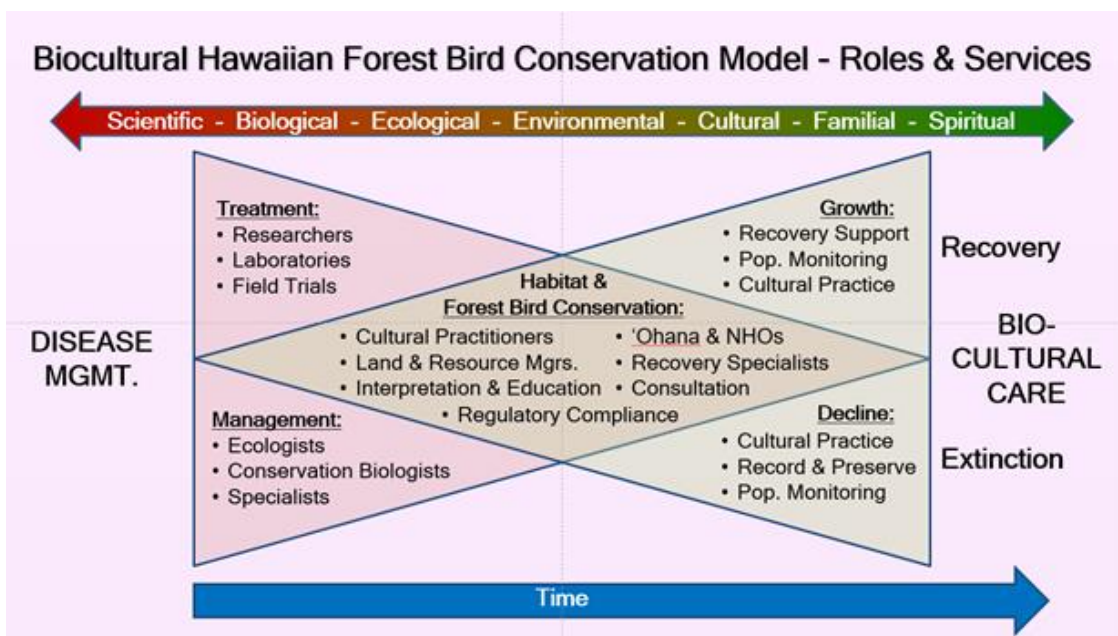 Biocultural Hawaiian Forest Bird Conservation Model - Roles & Services
Scientific - Biological - Ecological - Environmental - Cultural - Familial - Spiritual
Treatment:
• Researchers
• Laboratories
• Field Trials
Growth:
• Recovery Support
• Pop. Monitoring
• Cultural Practice
Recovery
Habitat &
Forest Bird Conservation:
• Cultural Practitioners
• Land & Resource Mgrs.
• Interpretation & Education
• 'Ohana & NHOs
• Recovery Specialists
• Consultation
• Regulatory Compliance
DISEASE
MGMT.
BIO-
CULTURAL
CARE
Management:
• Ecologists
• Conservation Biologists
• Specialists
Decline:
• Cultural Practice
• Record & Preserve
• Pop. Monitoring
Extinction
Time